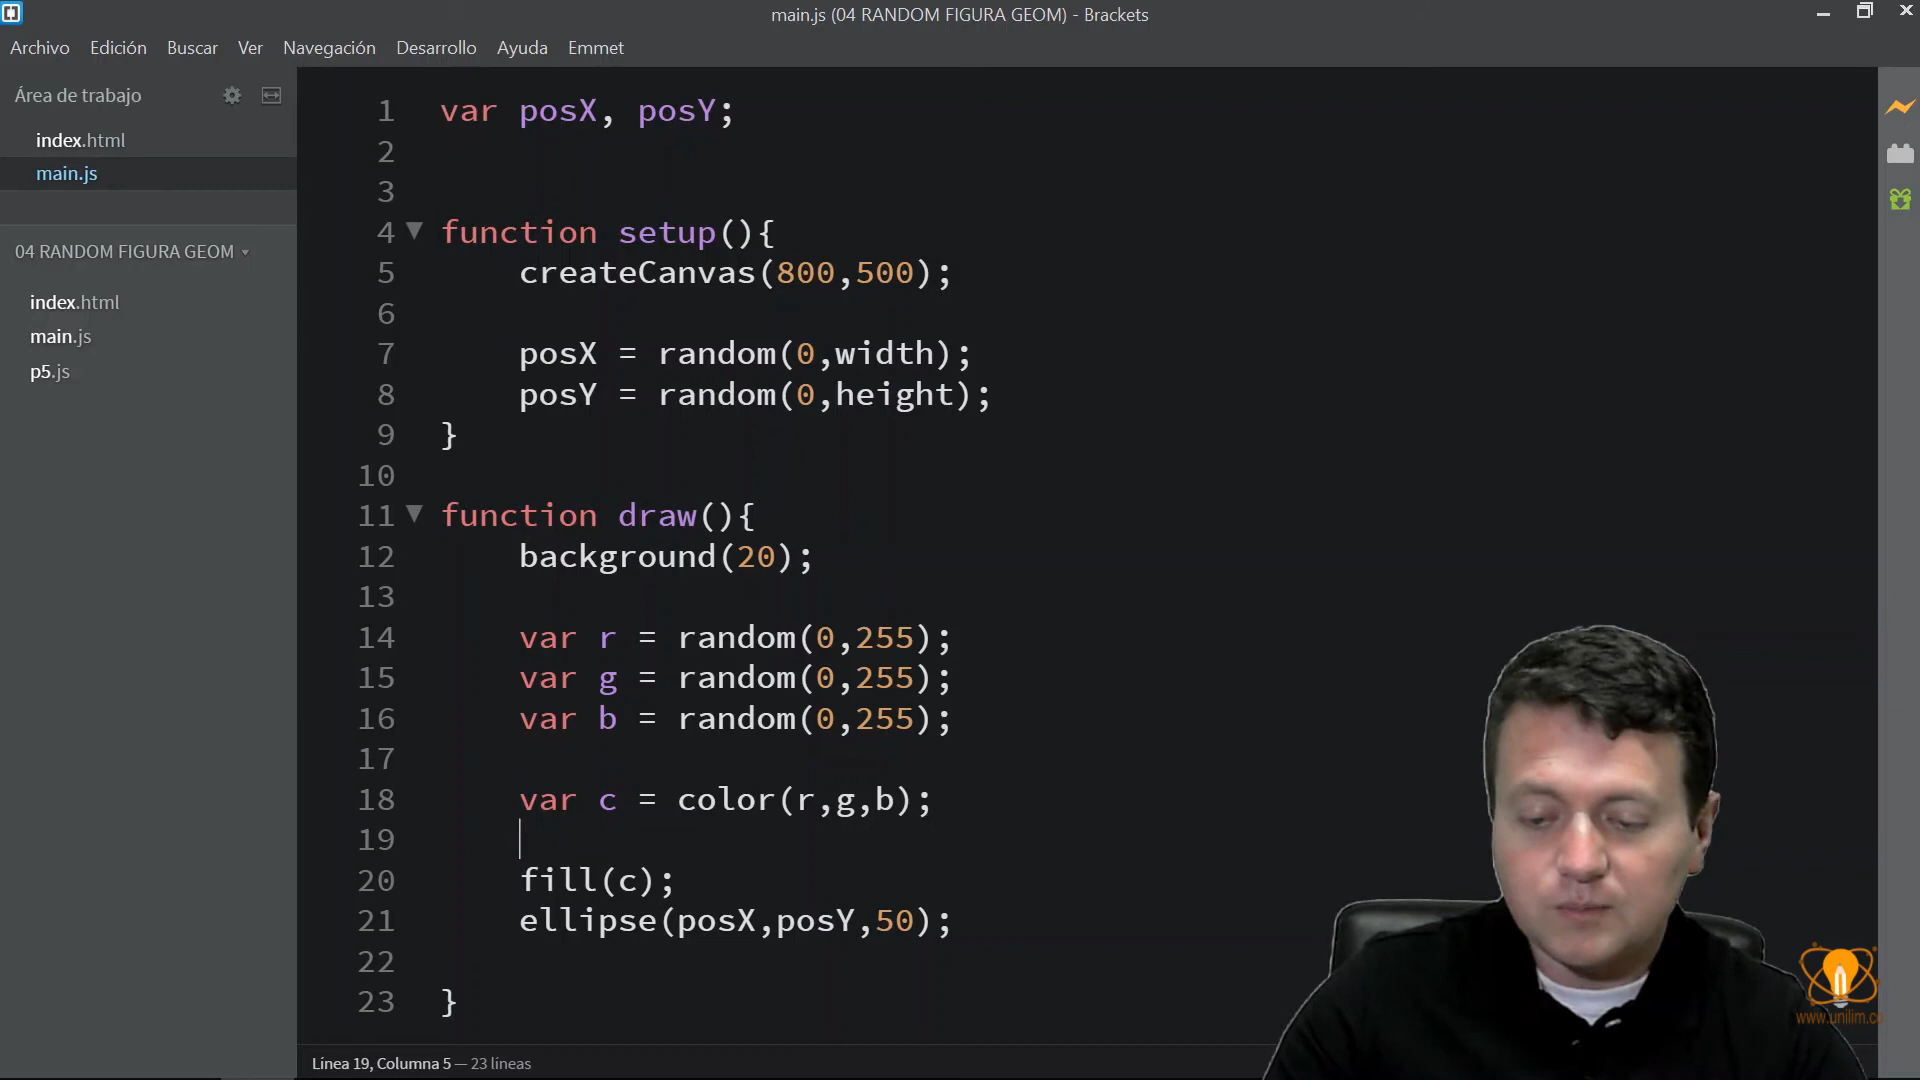 main.js (04 RANDOM FIGURA GEOM) - Brackets
Archivo Edición Buscar Ver Navegación Desarrollo Ayuda Emmet
Área de trabajo
index.html
main.js
04 RANDOM FIGURA GEOM
index.html
main.js
p5.js
1 var posX, posY;
2
3
4 function setup(){
5 createCanvas(800,500);
6
7 posX = random(0,width);
8 posY = random(0,height);
9 }
10
11 function draw(){
12 background(20);
13
14 var r = random(0,255);
15 var g = random(0,255);
16 var b = random(0,255);
17
18 var c = color(r,g,b);
19
20 fill(c);
21 ellipse(posX,posY,50);
22
23 }
Línea 19, Columna 5 — 23 líneas
www.unilim.co